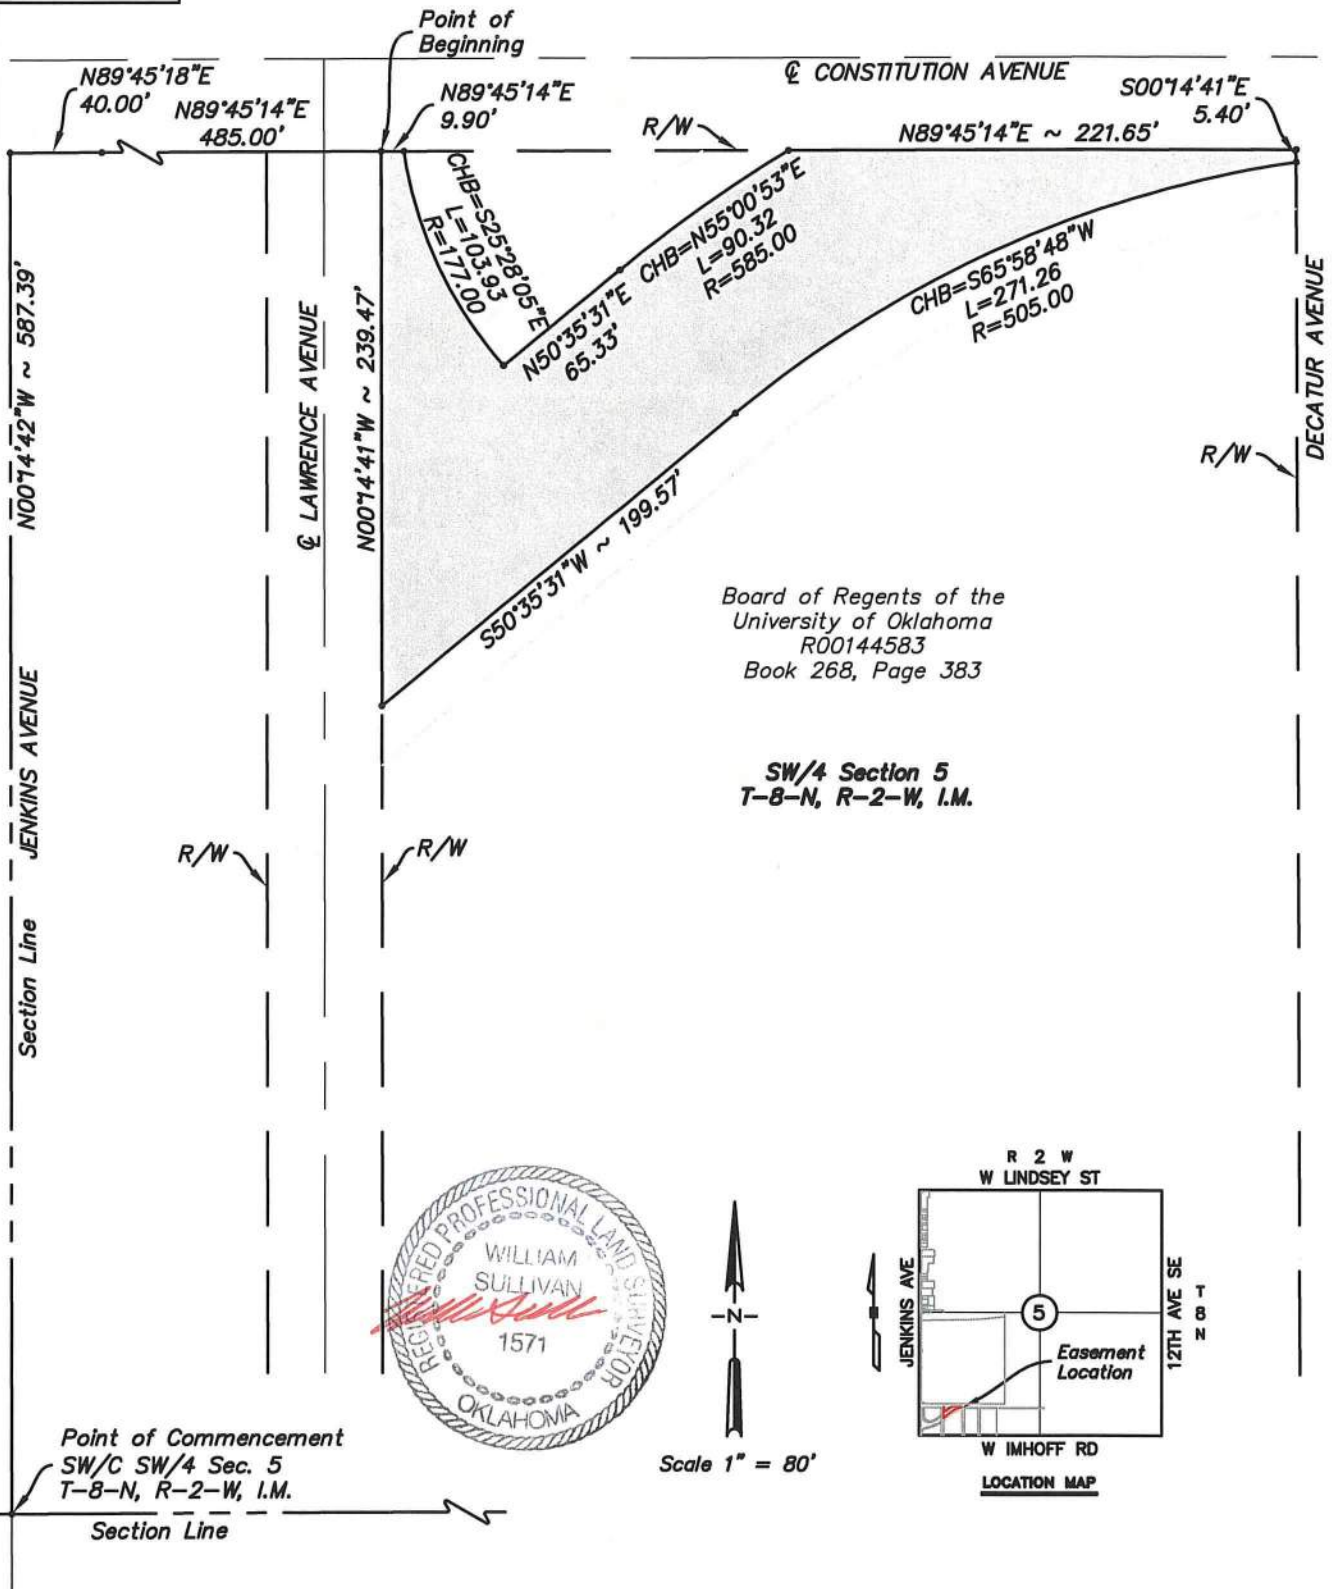 Point of
Beginning
N89°45'18"E
40.00'
N89°45'14"E
485.00'
N89°45'14"E
9.90'
℄ CONSTITUTION AVENUE
S00°14'41"E
5.40'
R/W
N89°45'14"E ~ 221.65'
CHB=S25°28'05"E
L=103.93
R=177.00
N50°35'31"E
65.33'
CHB=N55°00'53"E
L=90.32
R=585.00
CHB=S65°58'48"W
L=271.26
R=505.00
N00°14'42"W ~ 587.39'
℄ LAWRENCE AVENUE
N00°14'41"W ~ 239.47'
S50°35'31"W ~ 199.57'
DECATUR AVENUE
R/W
Board of Regents of the
University of Oklahoma
R00144583
Book 268, Page 383
SW/4 Section 5
T-8-N, R-2-W, I.M.
JENKINS AVENUE
Section Line
R/W
R/W
REGISTERED PROFESSIONAL LAND SURVEYOR
WILLIAM
SULLIVAN
1571
OKLAHOMA
-N-
Scale 1" = 80'
R 2 W
W LINDSEY ST
JENKINS AVE
5
12TH AVE SE
T
8
N
Easement
Location
W IMHOFF RD
LOCATION MAP
Point of Commencement
SW/C SW/4 Sec. 5
T-8-N, R-2-W, I.M.
Section Line